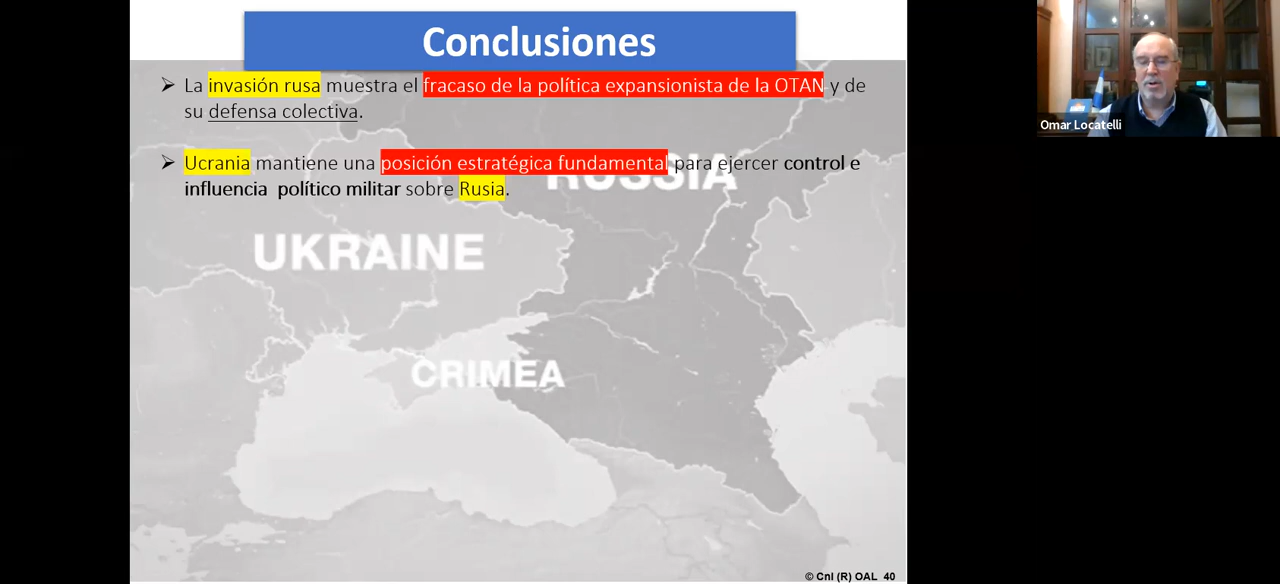 Conclusiones
➢ La invasión rusa muestra el fracaso de la política expansionista de la OTAN y de
su defensa colectiva.
➢ Ucrania mantiene una posición estratégica fundamental para ejercer control e
influencia político militar sobre Rusia.
RUSSIA
UKRAINE
CRIMEA
© Cnl (R) OAL 40
Omar Locatelli